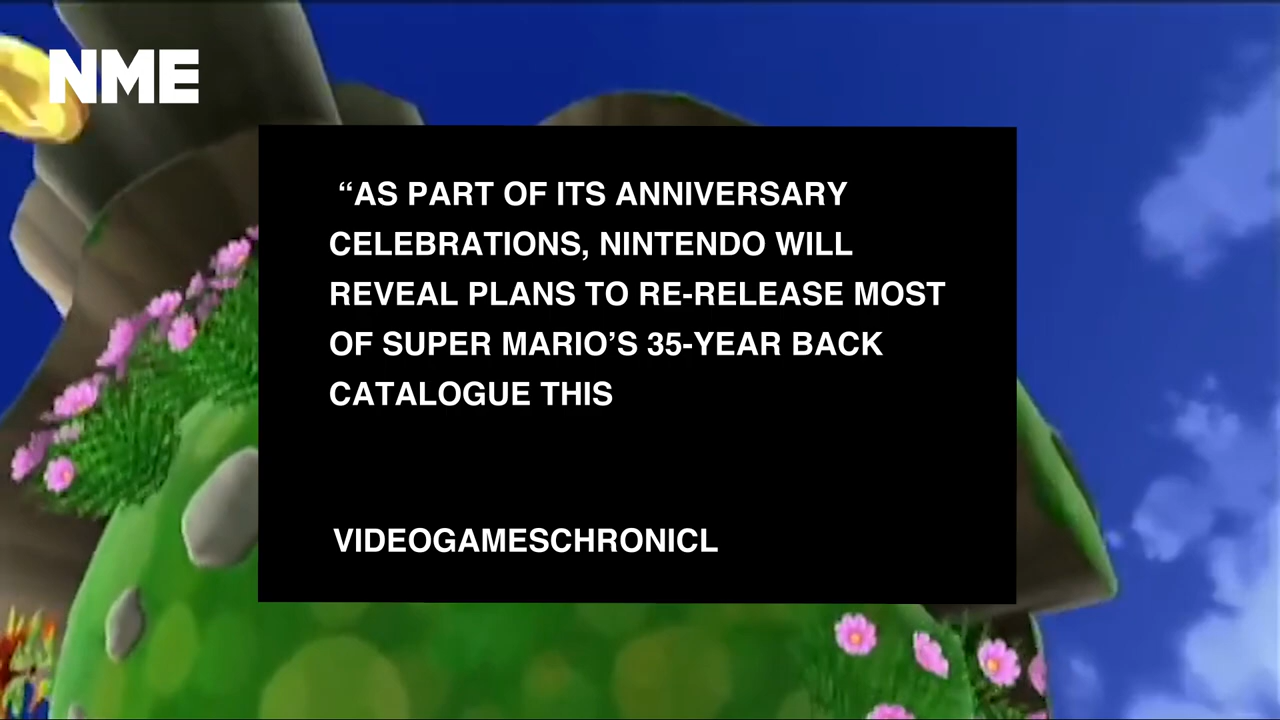 NME
“AS PART OF ITS ANNIVERSARY
CELEBRATIONS, NINTENDO WILL
REVEAL PLANS TO RE-RELEASE MOST
OF SUPER MARIO’S 35-YEAR BACK
CATALOGUE THIS
VIDEOGAMESCHRONICL